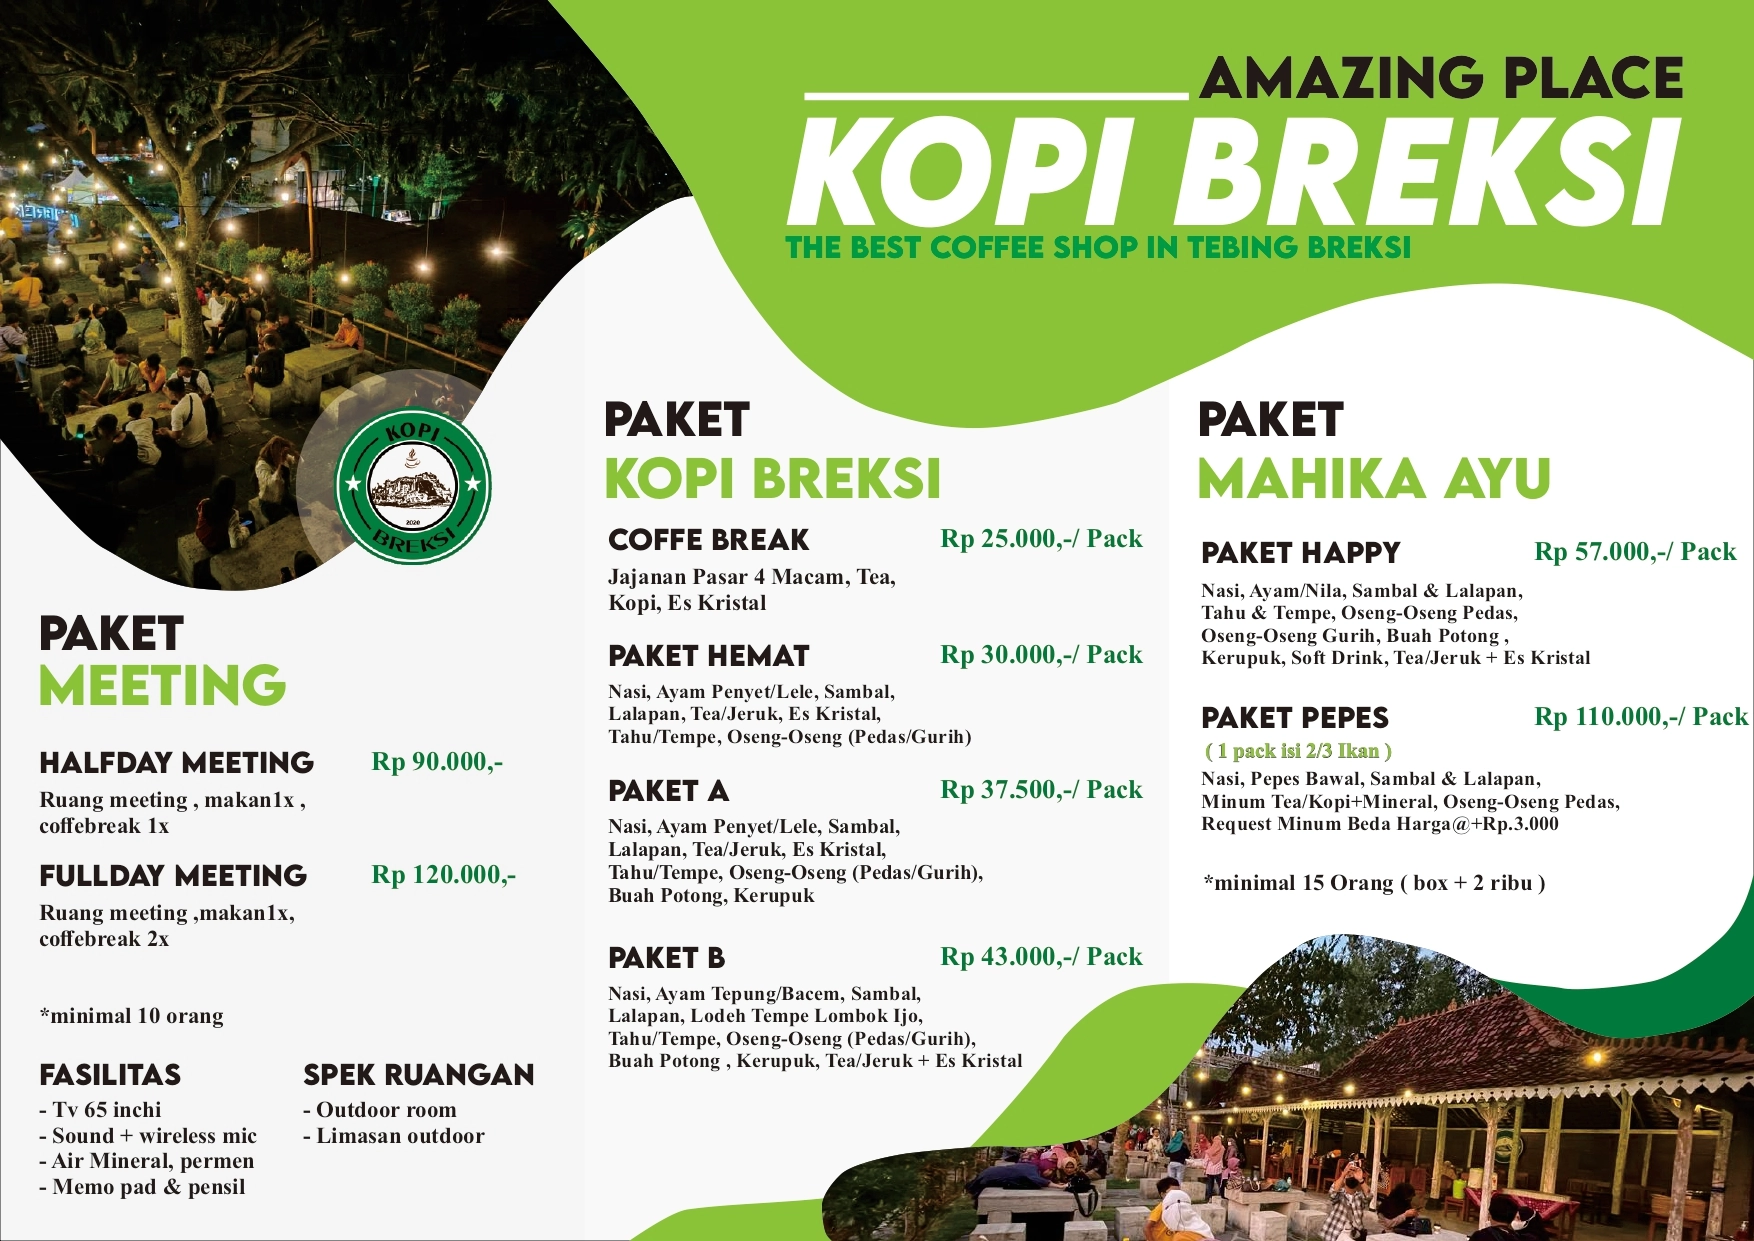 AMAZING PLACE
KOPI BREKSI
THE BEST COFFEE SHOP IN TEBING BREKSI
KOPI
2020
BREKSI
PAKET
MEETING
HALFDAY MEETING Rp 90.000,-
Ruang meeting , makan1x ,
coffebreak 1x
FULLDAY MEETING Rp 120.000,-
Ruang meeting ,makan1x,
coffebreak 2x
*minimal 10 orang
FASILITAS
- Tv 65 inchi
- Sound + wireless mic
- Air Mineral, permen
- Memo pad & pensil
SPEK RUANGAN
- Outdoor room
- Limasan outdoor
PAKET
KOPI BREKSI
COFFE BREAK Rp 25.000,-/ Pack
Jajanan Pasar 4 Macam, Tea,
Kopi, Es Kristal
PAKET HEMAT Rp 30.000,-/ Pack
Nasi, Ayam Penyet/Lele, Sambal,
Lalapan, Tea/Jeruk, Es Kristal,
Tahu/Tempe, Oseng-Oseng (Pedas/Gurih)
PAKET A Rp 37.500,-/ Pack
Nasi, Ayam Penyet/Lele, Sambal,
Lalapan, Tea/Jeruk, Es Kristal,
Tahu/Tempe, Oseng-Oseng (Pedas/Gurih),
Buah Potong, Kerupuk
PAKET B Rp 43.000,-/ Pack
Nasi, Ayam Tepung/Bacem, Sambal,
Lalapan, Lodeh Tempe Lombok Ijo,
Tahu/Tempe, Oseng-Oseng (Pedas/Gurih),
Buah Potong , Kerupuk, Tea/Jeruk + Es Kristal
PAKET
MAHIKA AYU
PAKET HAPPY Rp 57.000,-/ Pack
Nasi, Ayam/Nila, Sambal & Lalapan,
Tahu & Tempe, Oseng-Oseng Pedas,
Oseng-Oseng Gurih, Buah Potong ,
Kerupuk, Soft Drink, Tea/Jeruk + Es Kristal
PAKET PEPES Rp 110.000,-/ Pack
( 1 pack isi 2/3 Ikan )
Nasi, Pepes Bawal, Sambal & Lalapan,
Minum Tea/Kopi+Mineral, Oseng-Oseng Pedas,
Request Minum Beda Harga@+Rp.3.000
*minimal 15 Orang ( box + 2 ribu )